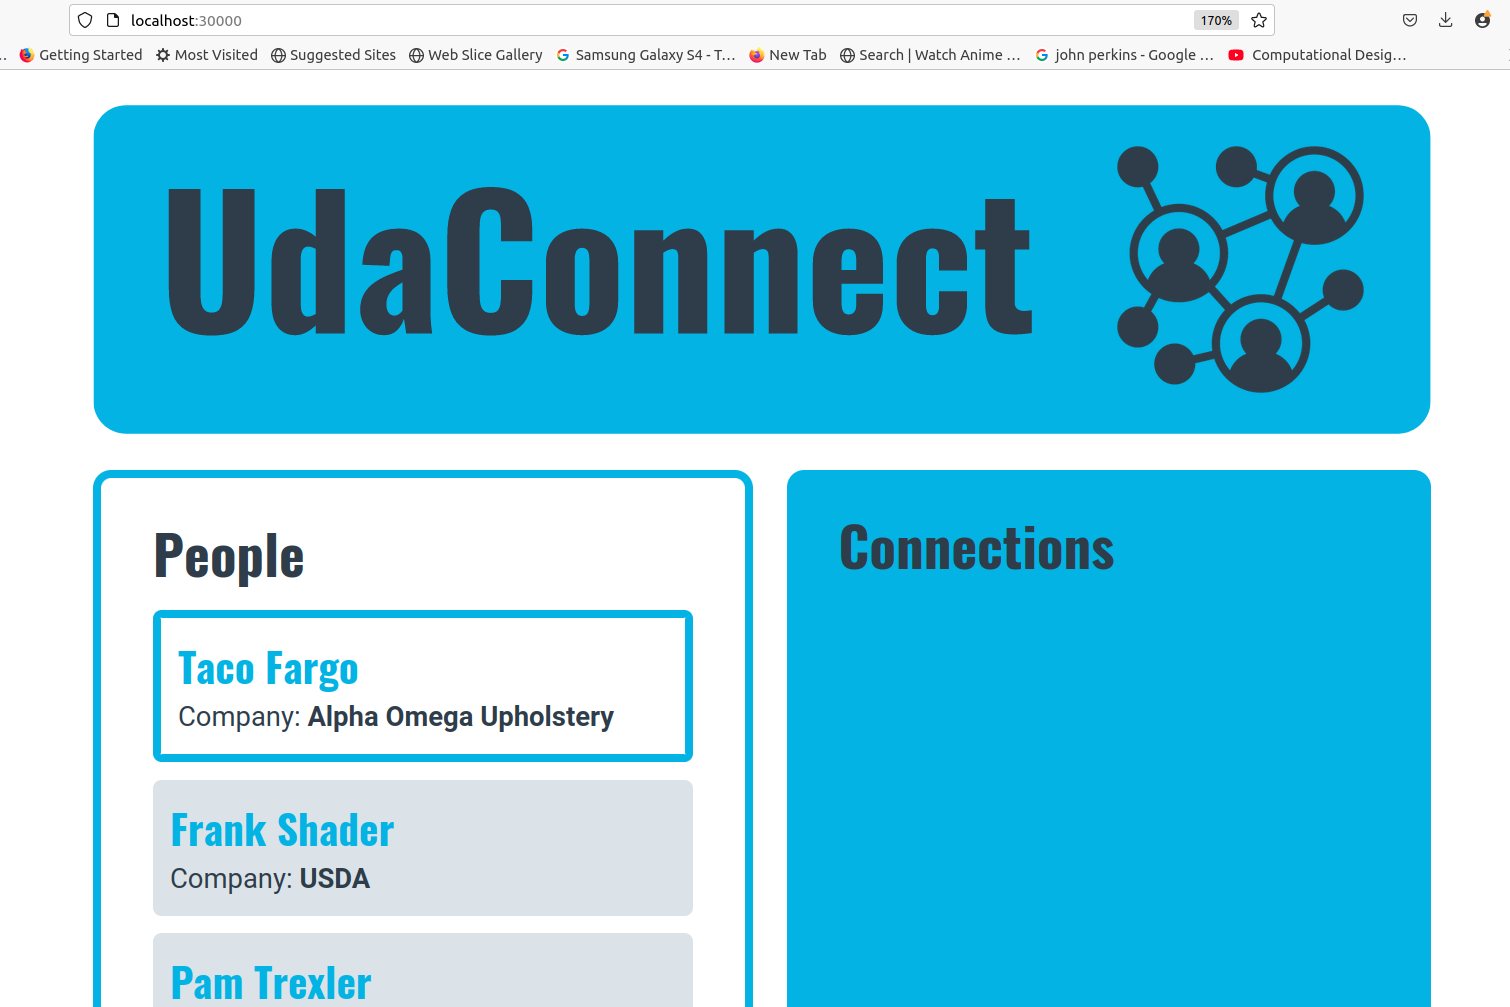 localhost:30000
170%
Getting Started Most Visited Suggested Sites Web Slice Gallery Samsung Galaxy S4 - T… New Tab Search | Watch Anime … john perkins - Google … Computational Desig…
UdaConnect
People
Taco Fargo
Company: Alpha Omega Upholstery
Frank Shader
Company: USDA
Pam Trexler
Connections